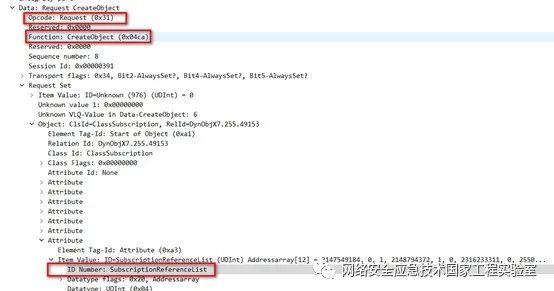 Data: Request CreateObject
Opcode: Request (0x31)
Reserved: 0x0000
Function: CreateObject (0x04ca)
Reserved: 0x0000
Sequence number: 8
Session Id: 0x00000391
Transport flags: 0x34, Bit2-AlwaysSet?, Bit4-AlwaysSet?, Bit5-AlwaysSet?
Request Set
Item Value: ID=Unknown (976) (UDInt) = 0
Unknown value 1: 0x00000000
Unknown VLQ-Value in Data-CreateObject: 6
Object: ClsId=ClassSubscription, RelId=DynObjX7.255.49153
Element Tag-Id: Start of Object (0xa1)
Relation Id: DynObjX7.255.49153
Class Id: ClassSubscription
Class Flags: 0x00000000
Attribute Id: None
Attribute
Attribute
Attribute
Attribute
Attribute
Attribute
Element Tag-Id: Attribute (0xa3)
Item Value: ID=SubscriptionReferenceList (UDInt) Addressarray[12] = ?147549184, 0, 1, 2148794372, 1, 0, 2316233311, 0, 2550...
ID Number: SubscriptionReferenceList
Datatype flags: 0x20, Addressarray
Datatype: UDInt (0x04)
网络安全应急技术国家工程实验室